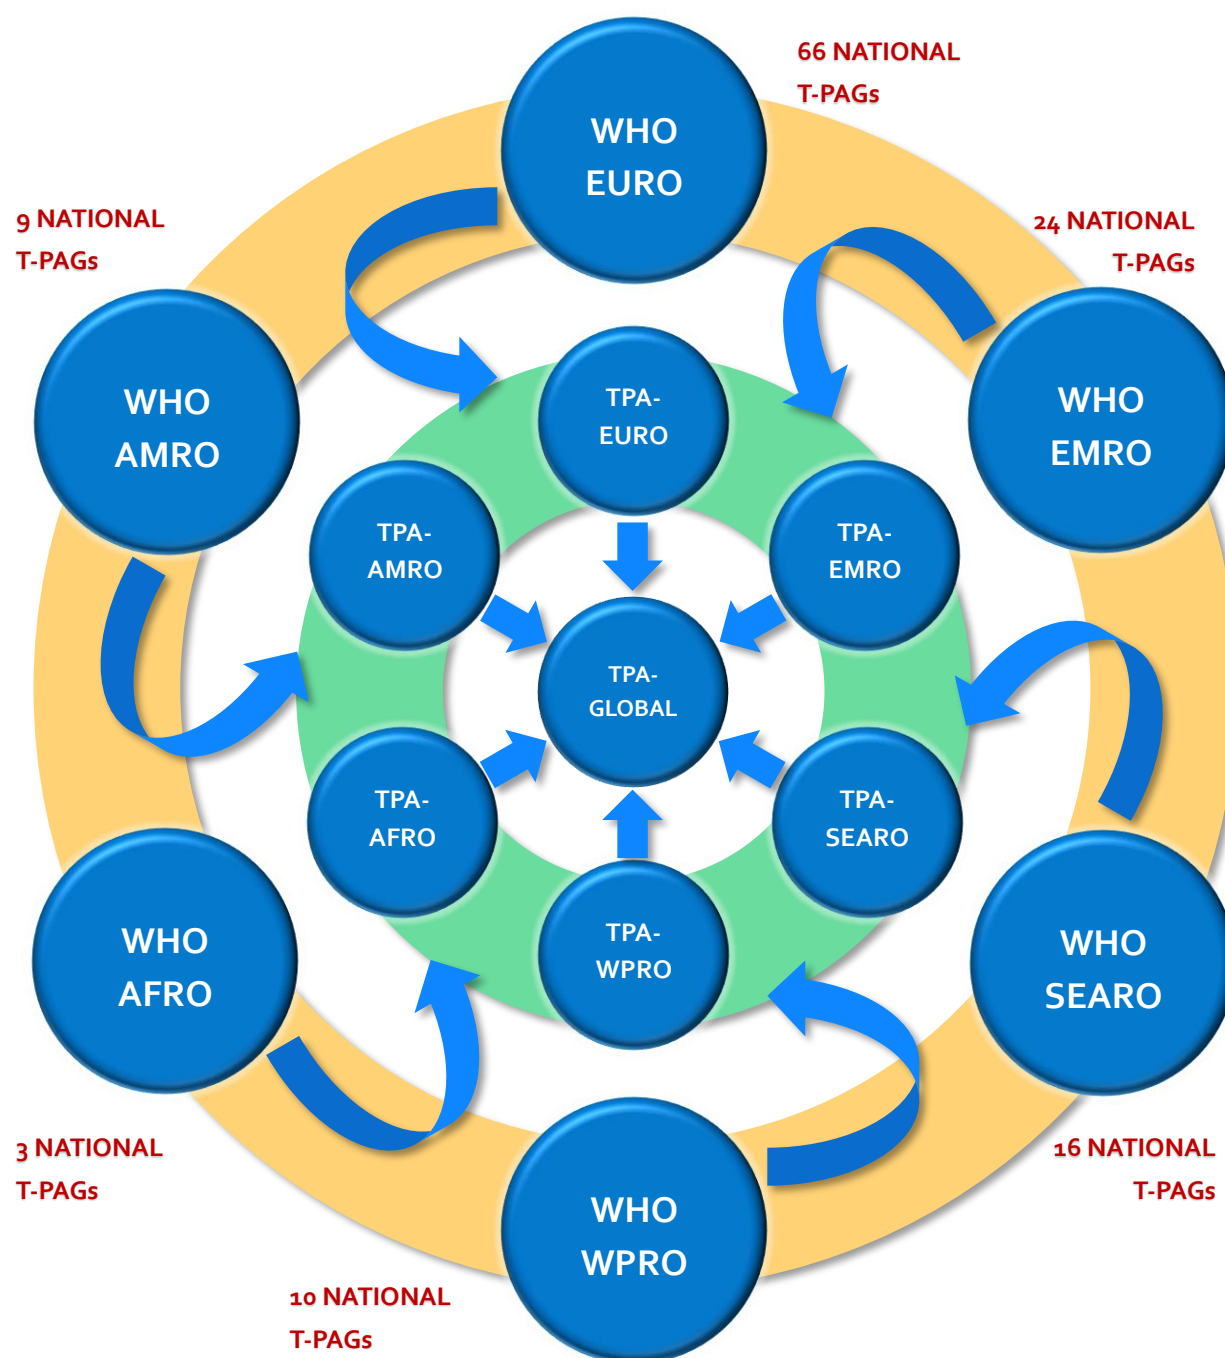 66 NATIONAL
T-PAGs
WHO
EURO
9 NATIONAL
T-PAGs
24 NATIONAL
T-PAGs
WHO
AMRO
WHO
EMRO
TPA-
EURO
TPA-
AMRO
TPA-
EMRO
TPA-
GLOBAL
TPA-
AFRO
TPA-
SEARO
TPA-
WPRO
WHO
AFRO
WHO
SEARO
3 NATIONAL
T-PAGs
16 NATIONAL
T-PAGs
WHO
WPRO
10 NATIONAL
T-PAGs